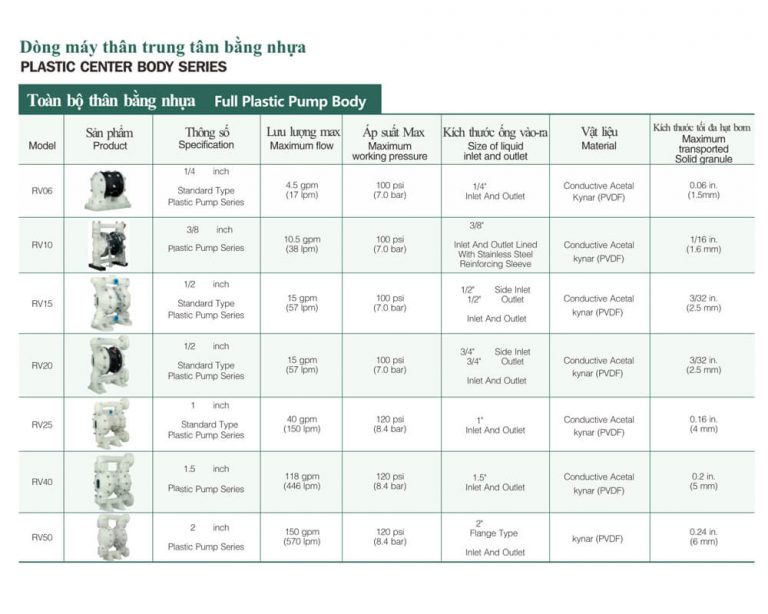 Dòng máy thân trung tâm bằng nhựa
PLASTIC CENTER BODY SERIES
Toàn bộ thân bằng nhựa Full Plastic Pump Body
Model
Sản phẩm
Product
Thông số
Specification
Lưu lượng max
Maximum flow
Áp suất Max
Maximum
working pressure
Kích thước ống vào-ra
Size of liquid
inlet and outlet
Vật liệu
Material
Kích thước tối đa hạt bơm
Maximum
transported
Solid granule
RV06
1/4 inch
Standard Type
Plastic Pump Series
4.5 gpm
(17 lpm)
100 psi
(7.0 bar)
1/4"
Inlet And Outlet
Conductive Acetal
Kynar (PVDF)
0.06 in.
(1.5mm)
RV10
3/8 inch
Plastic Pump Series
10.5 gpm
(38 lpm)
100 psi
(7.0 bar)
3/8"
Inlet And Outlet Lined
With Stainless Steel
Reinforcing Sleeve
Conductive Acetal
kynar (PVDF)
1/16 in.
(1.6 mm)
RV15
1/2 inch
Standard Type
Plastic Pump Series
15 gpm
(57 lpm)
100 psi
(7.0 bar)
1/2" Side Inlet
1/2" Outlet
Inlet And Outlet
Conductive Acetal
kynar (PVDF)
3/32 in.
(2.5 mm)
RV20
1/2 inch
Standard Type
Plastic Pump Series
15 gpm
(57 lpm)
100 psi
(7.0 bar)
3/4" Side Inlet
3/4" Outlet
Inlet And Outlet
Conductive Acetal
kynar (PVDF)
3/32 in.
(2.5 mm)
RV25
1 inch
Standard Type
Plastic Pump Series
40 gpm
(150 lpm)
120 psi
(8.4 bar)
1"
Inlet And Outlet
Conductive Acetal
kynar (PVDF)
0.16 in.
(4 mm)
RV40
1.5 inch
Plastic Pump Series
118 gpm
(446 lpm)
120 psi
(8.4 bar)
1.5"
Inlet And Outlet
Conductive Acetal
kynar (PVDF)
0.2 in.
(5 mm)
RV50
2 inch
Plastic Pump Series
150 gpm
(570 lpm)
120 psi
(8.4 bar)
2"
Flange Type
Inlet And Outlet
kynar (PVDF)
0.24 in.
(6 mm)